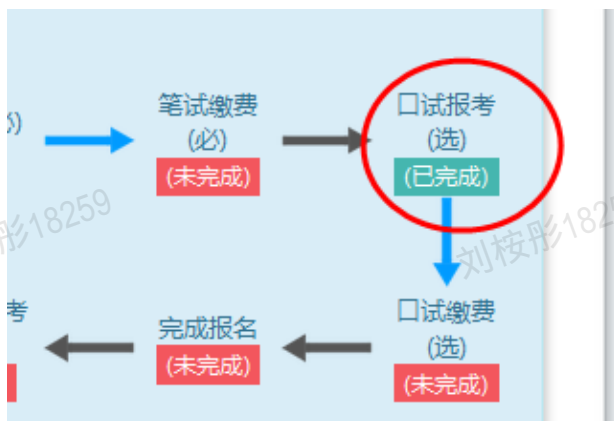 笔试缴费
(必)
(未完成)
口试报考
(选)
(已完成)
彤18259
刘桉彤182
口试缴费
(选)
(未完成)
完成报名
(未完成)
考